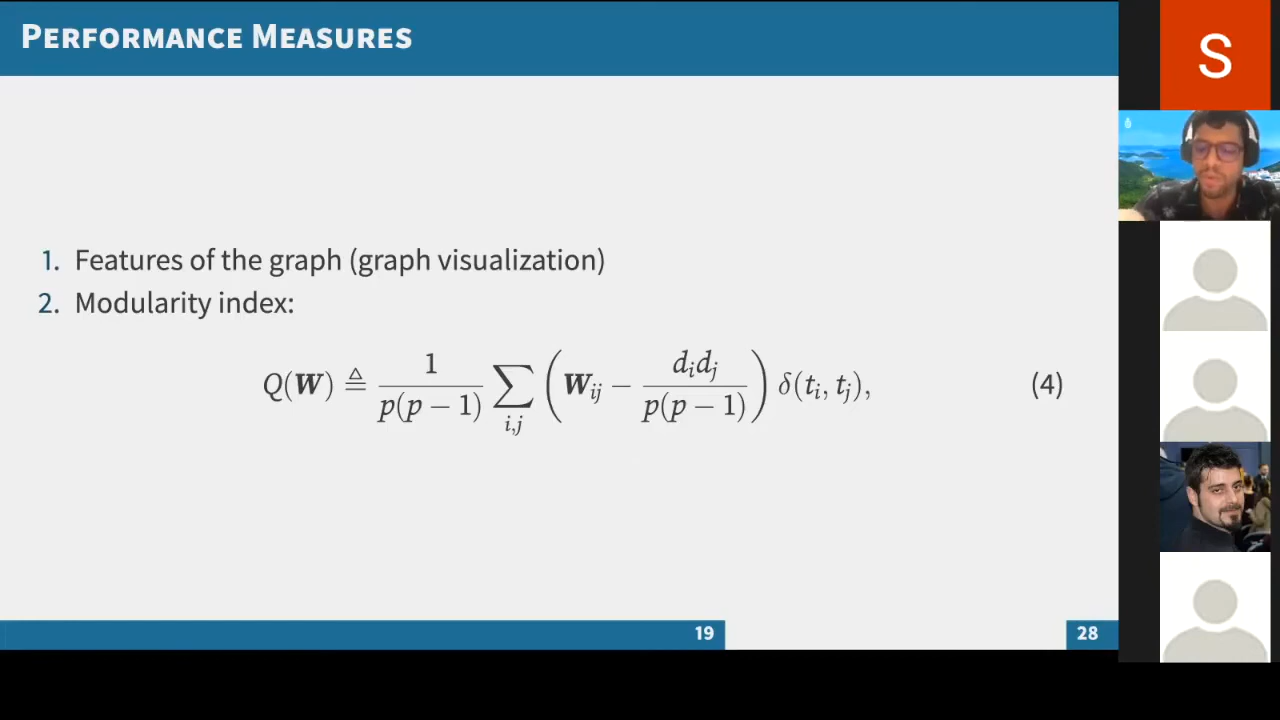 PERFORMANCE MEASURES
S
1. Features of the graph (graph visualization)
2. Modularity index:
Q(W) ≜ 1/(p(p − 1)) ∑_{i,j} (W_{ij} − d_i d_j/(p(p − 1))) δ(t_i, t_j), (4)
19
28